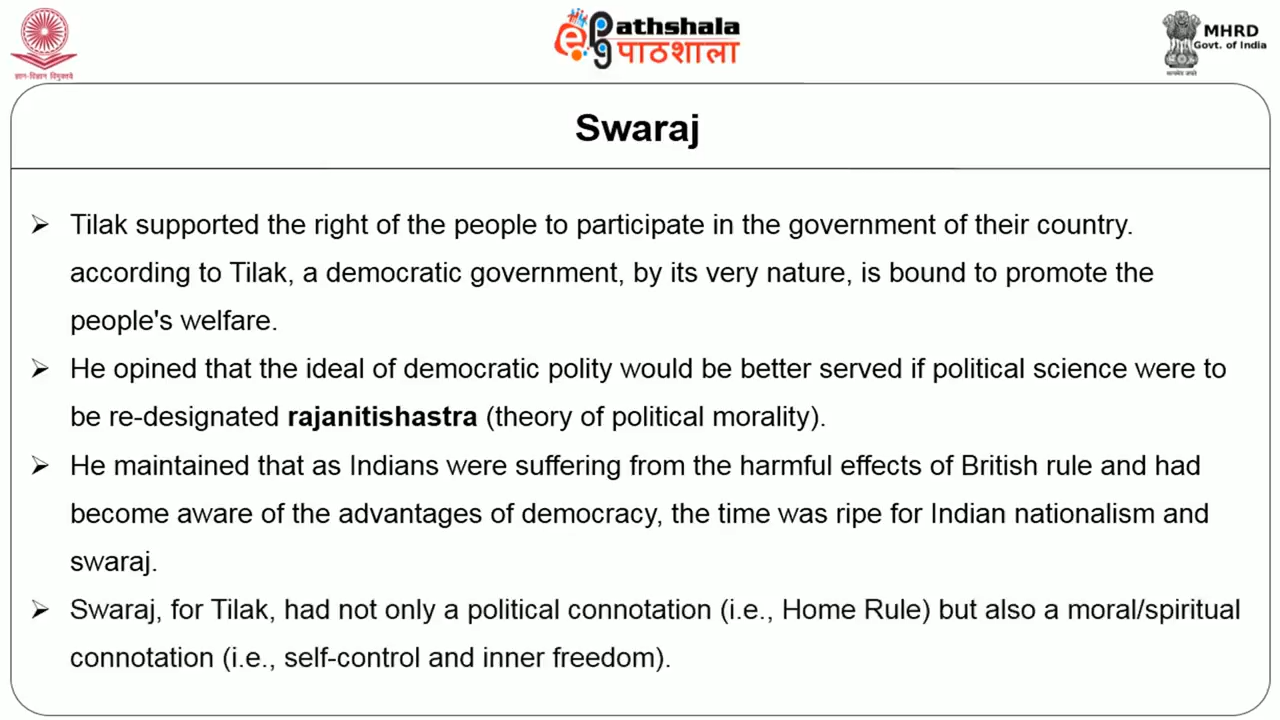 ज्ञान-विज्ञान विमुक्तये
ePG Pathshala
पाठशाला
MHRD
Govt. of India
सत्यमेव जयते
Swaraj
➢ Tilak supported the right of the people to participate in the government of their country.
according to Tilak, a democratic government, by its very nature, is bound to promote the
people's welfare.
➢ He opined that the ideal of democratic polity would be better served if political science were to
be re-designated rajanitishastra (theory of political morality).
➢ He maintained that as Indians were suffering from the harmful effects of British rule and had
become aware of the advantages of democracy, the time was ripe for Indian nationalism and
swaraj.
➢ Swaraj, for Tilak, had not only a political connotation (i.e., Home Rule) but also a moral/spiritual
connotation (i.e., self-control and inner freedom).